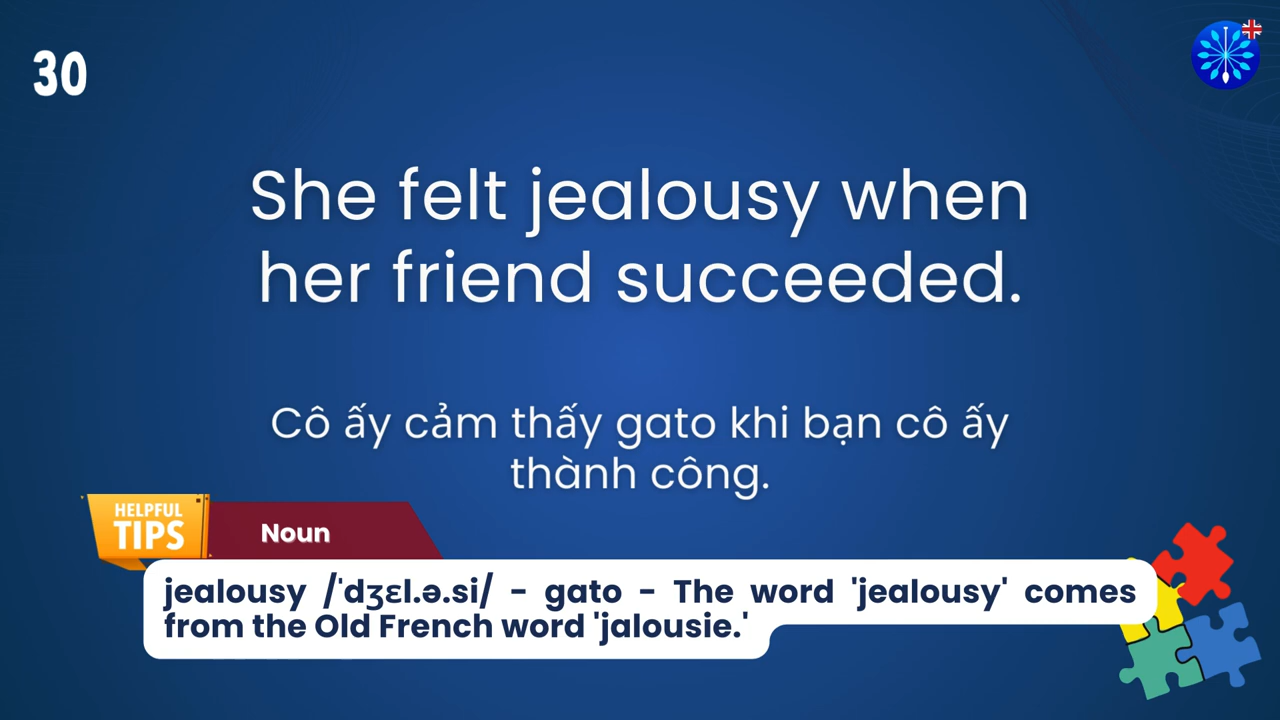 30
She felt jealousy when
her friend succeeded.
Cô ấy cảm thấy gato khi bạn cô ấy
thành công.
HELPFUL
TIPS
Noun
jealousy /ˈdʒɛl.ə.si/ - gato - The word 'jealousy' comes
from the Old French word 'jalousie.'